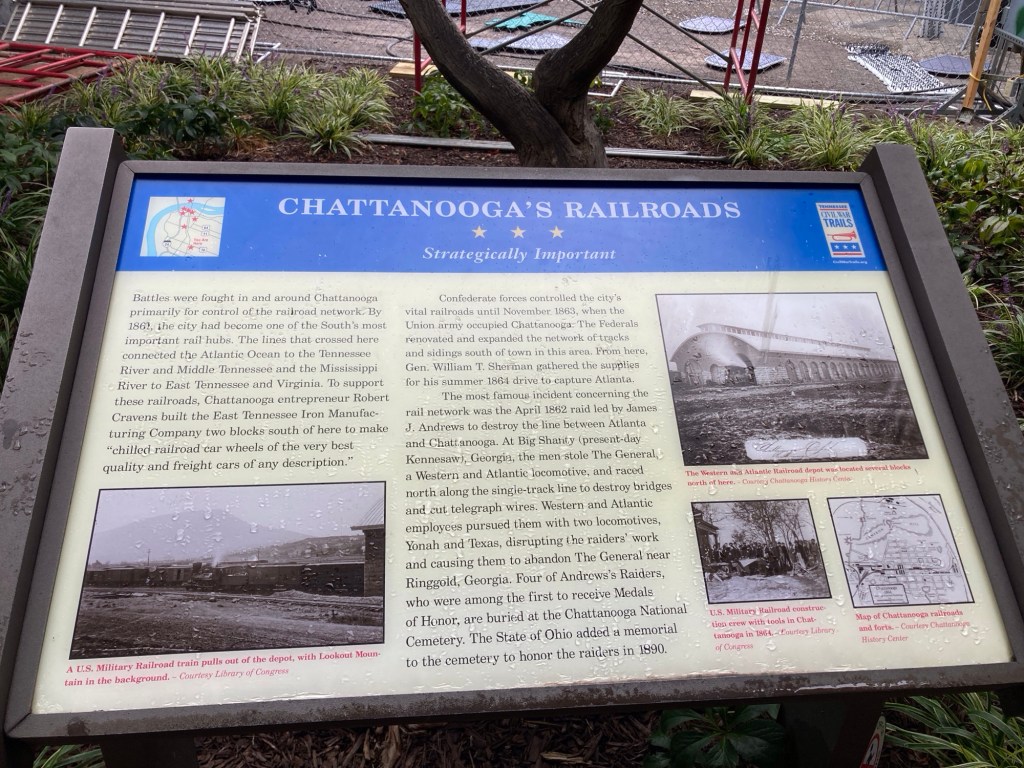 CHATTANOOGA'S RAILROADS
Strategically Important
TENNESSEE
CIVIL WAR
TRAILS
Battles were fought in and around Chattanooga
primarily for control of the railroad network. By
1861, the city had become one of the South's most
important rail hubs. The lines that crossed here
connected the Atlantic Ocean to the Tennessee
River and Middle Tennessee and the Mississippi
River to East Tennessee and Virginia. To support
these railroads, Chattanooga entrepreneur Robert
Cravens built the East Tennessee Iron Manufac-
turing Company two blocks south of here to make
“chilled railroad car wheels of the very best
quality and freight cars of any description.”
A U.S. Military Railroad train pulls out of the depot, with Lookout Moun-
tain in the background. – Courtesy Library of Congress
Confederate forces controlled the city's
vital railroads until November 1863, when the
Union army occupied Chattanooga. The Federals
renovated and expanded the network of tracks
and sidings south of town in this area. From here,
Gen. William T. Sherman gathered the supplies
for his summer 1864 drive to capture Atlanta.
The most famous incident concerning the
rail network was the April 1862 raid led by James
J. Andrews to destroy the line between Atlanta
and Chattanooga. At Big Shanty (present-day
Kennesaw), Georgia, the men stole The General,
a Western and Atlantic locomotive, and raced
north along the single-track line to destroy bridges
and cut telegraph wires. Western and Atlantic
employees pursued them with two locomotives,
Yonah and Texas, disrupting the raiders' work
and causing them to abandon The General near
Ringgold, Georgia. Four of Andrews's Raiders,
who were among the first to receive Medals
of Honor, are buried at the Chattanooga National
Cemetery. The State of Ohio added a memorial
to the cemetery to honor the raiders in 1890.
The Western and Atlantic Railroad depot was located several blocks
north of here. – Courtesy Chattanooga History Center
U.S. Military Railroad construc-
tion crew with tools in Chat-
tanooga in 1864. – Courtesy Library
of Congress
Map of Chattanooga railroads
and forts. – Courtesy Chattanooga
History Center